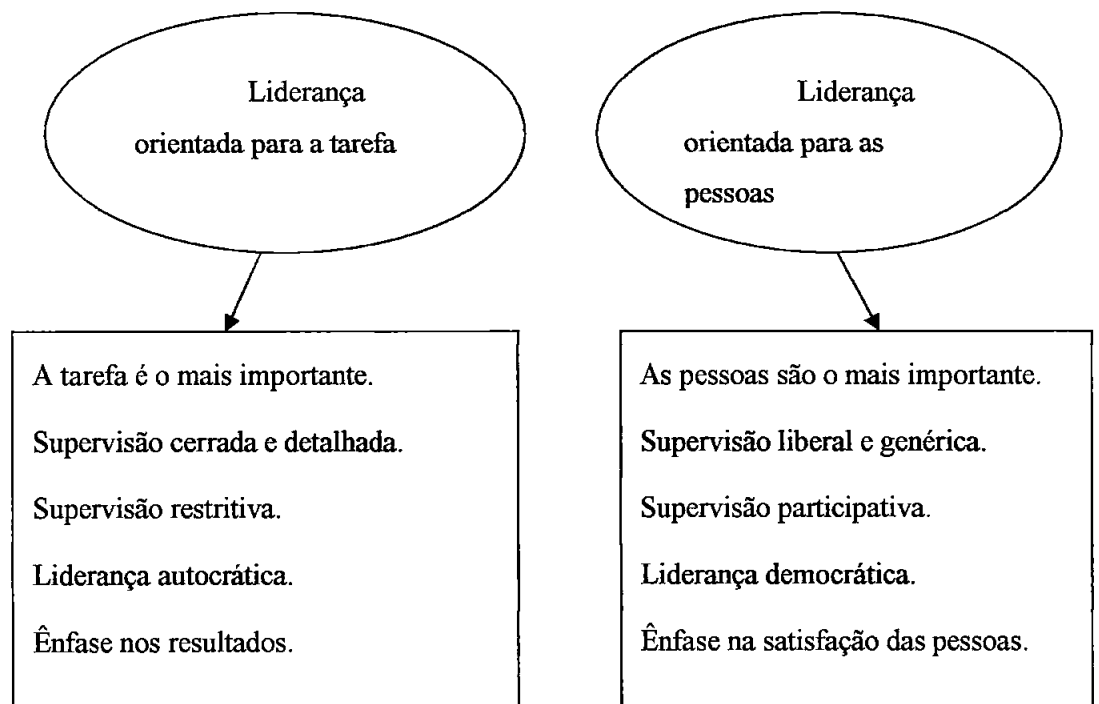 Liderança
orientada para a tarefa
Liderança
orientada para as
pessoas
A tarefa é o mais importante.
Supervisão cerrada e detalhada.
Supervisão restritiva.
Liderança autocrática.
Ênfase nos resultados.
As pessoas são o mais importante.
Supervisão liberal e genérica.
Supervisão participativa.
Liderança democrática.
Ênfase na satisfação das pessoas.